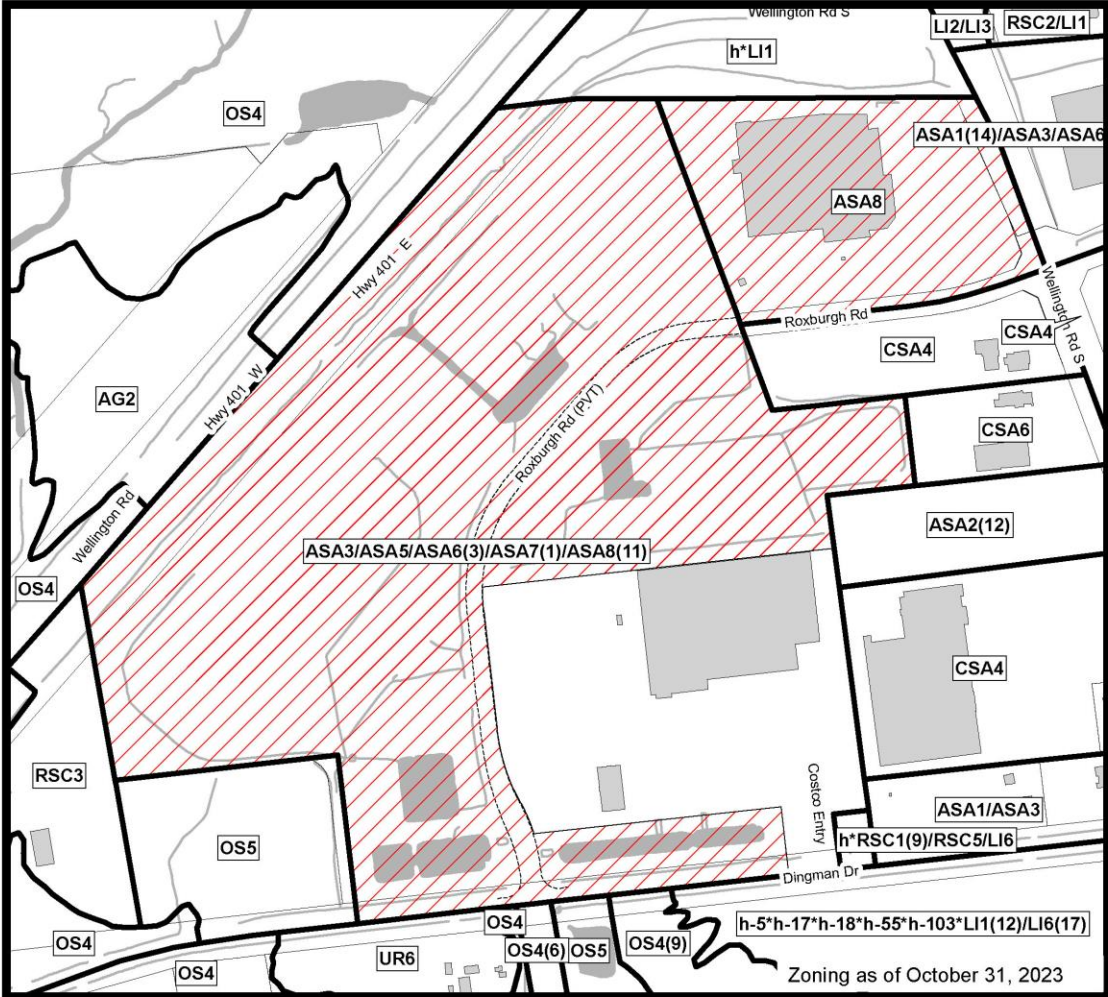 Wellington Rd S
LI2/LI3
RSC2/LI1
h*LI1
OS4
ASA1(14)/ASA3/ASA6
ASA8
Hwy 401 - E
Wellington Rd S
Roxburgh Rd
CSA4
CSA4
Hwy 401 - W
AG2
Roxburgh Rd (PVT)
CSA6
Wellington Rd
ASA2(12)
ASA3/ASA5/ASA6(3)/ASA7(1)/ASA8(11)
OS4
CSA4
RSC3
Costco Entry
ASA1/ASA3
h*RSC1(9)/RSC5/LI6
OS5
Dingman Dr
OS4
h-5*h-17*h-18*h-55*h-103*LI1(12)/LI6(17)
OS4
OS4(6)
OS5
OS4(9)
UR6
OS4
Zoning as of October 31, 2023